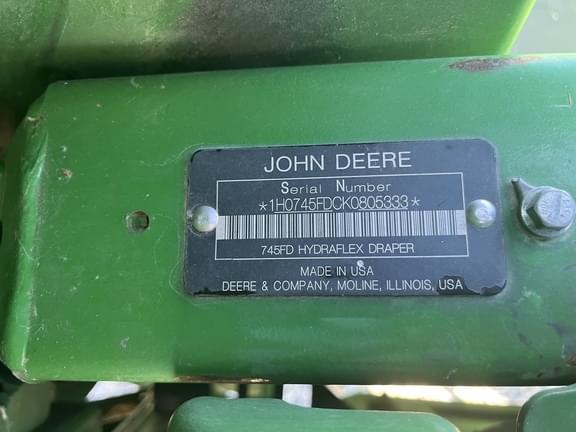 JOHN DEERE
Serial Number
*1H0745FDCK0805333*
745FD HYDRAFLEX DRAPER
MADE IN USA
DEERE & COMPANY, MOLINE, ILLINOIS, USA